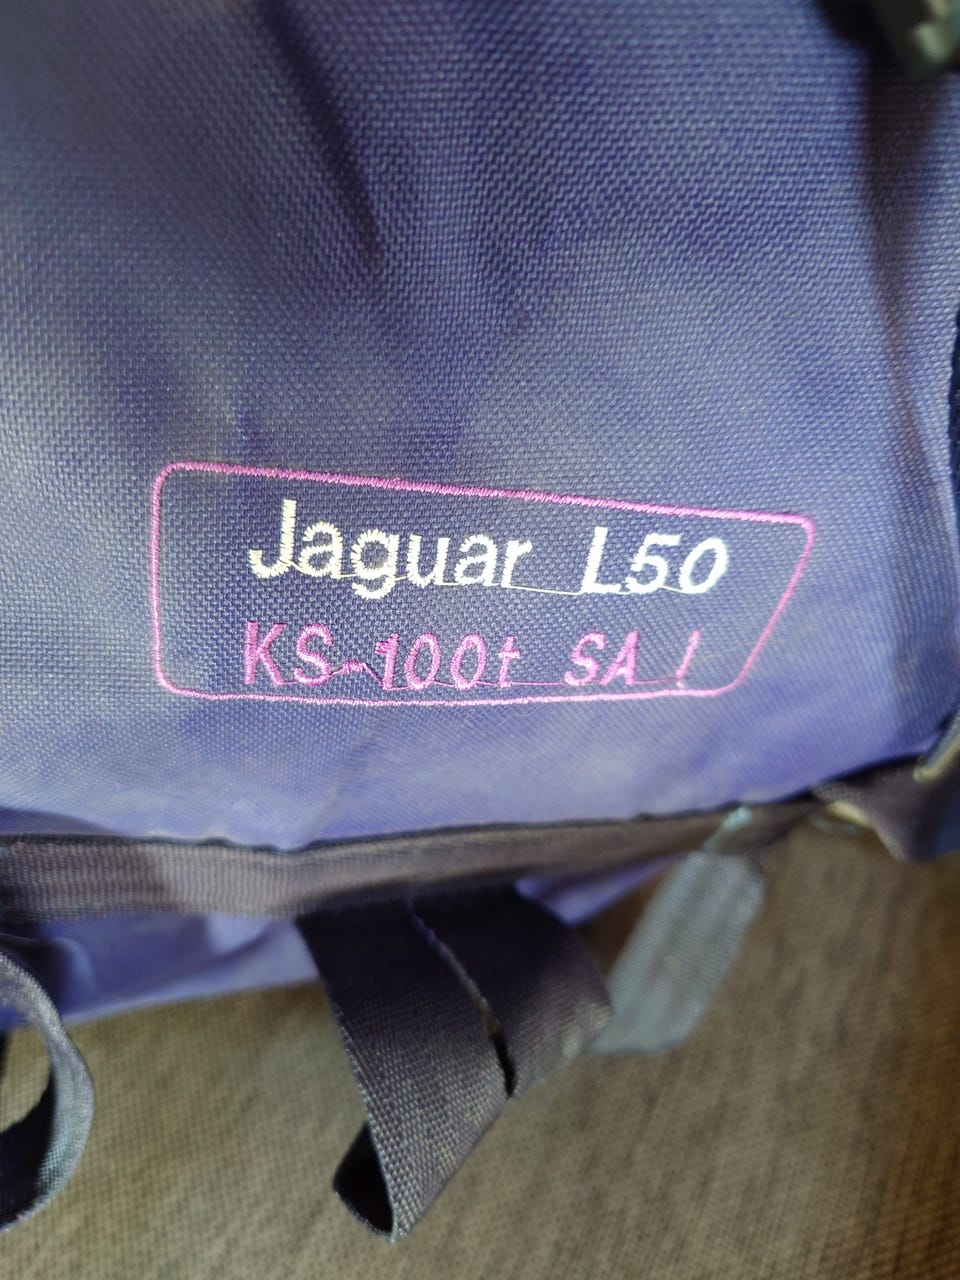 Jaguar L50
KS-100t SA I